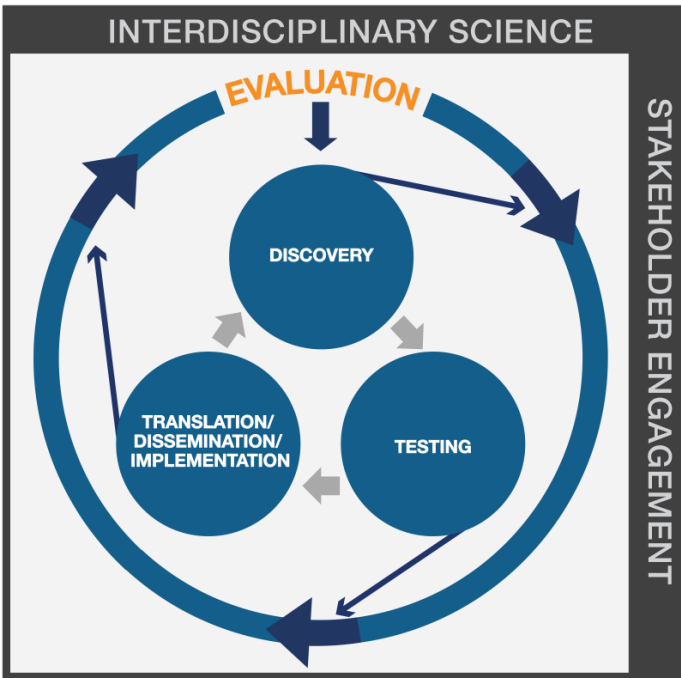 INTERDISCIPLINARY SCIENCE
EVALUATION
STAKEHOLDER ENGAGEMENT
DISCOVERY
TRANSLATION/
DISSEMINATION/
IMPLEMENTATION
TESTING